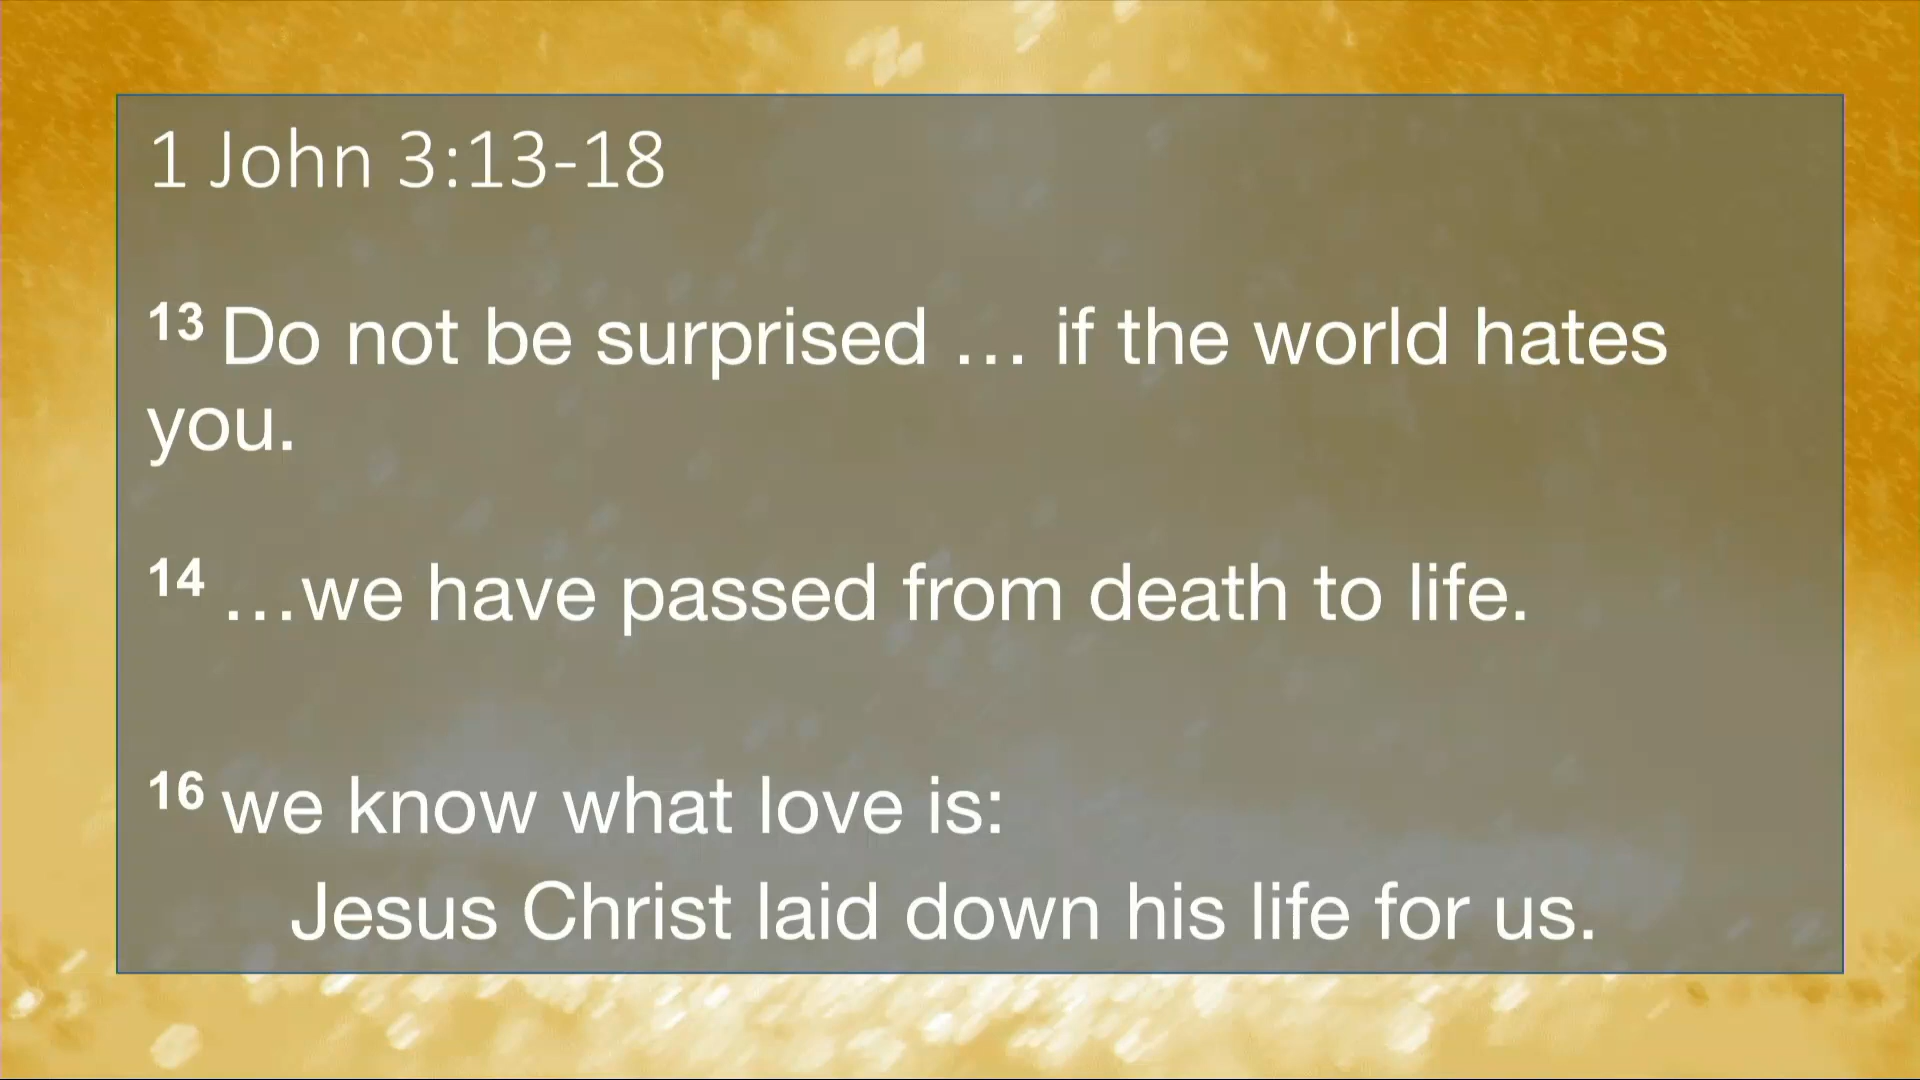 1 John 3:13-18
13 Do not be surprised … if the world hates
you.
14 …we have passed from death to life.
16 we know what love is:
Jesus Christ laid down his life for us.